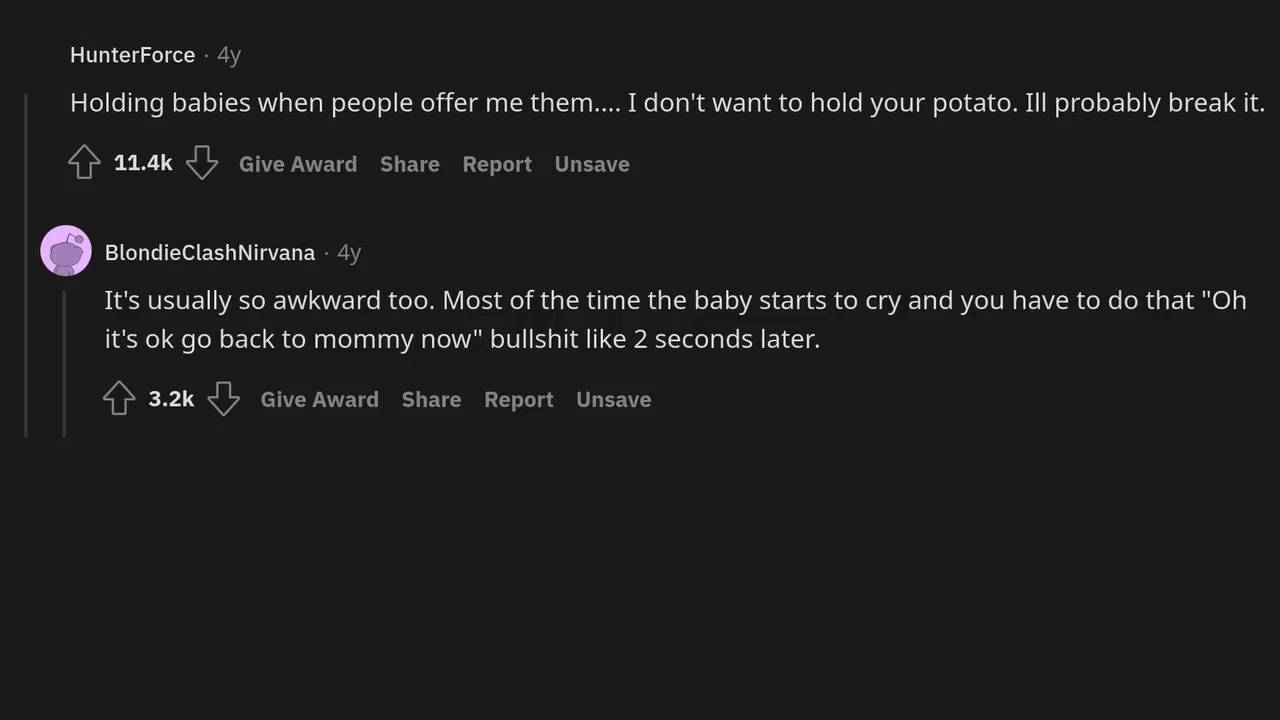 HunterForce · 4y
Holding babies when people offer me them.... I don't want to hold your potato. Ill probably break it.
11.4k Give Award Share Report Unsave
BlondieClashNirvana · 4y
It's usually so awkward too. Most of the time the baby starts to cry and you have to do that "Oh
it's ok go back to mommy now" bullshit like 2 seconds later.
3.2k Give Award Share Report Unsave